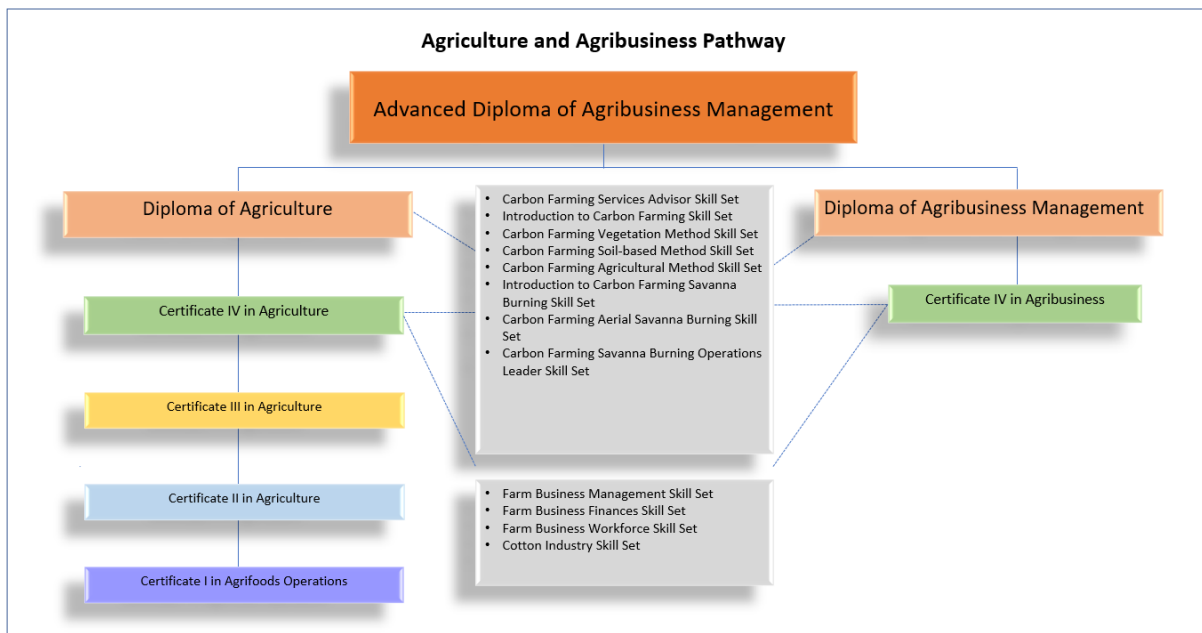 Agriculture and Agribusiness Pathway
Advanced Diploma of Agribusiness Management
Diploma of Agriculture
Certificate IV in Agriculture
Certificate III in Agriculture
Certificate II in Agriculture
Certificate I in Agrifoods Operations
• Carbon Farming Services Advisor Skill Set
• Introduction to Carbon Farming Skill Set
• Carbon Farming Vegetation Method Skill Set
• Carbon Farming Soil-based Method Skill Set
• Carbon Farming Agricultural Method Skill Set
• Introduction to Carbon Farming Savanna
Burning Skill Set
• Carbon Farming Aerial Savanna Burning Skill
Set
• Carbon Farming Savanna Burning Operations
Leader Skill Set
• Farm Business Management Skill Set
• Farm Business Finances Skill Set
• Farm Business Workforce Skill Set
• Cotton Industry Skill Set
Diploma of Agribusiness Management
Certificate IV in Agribusiness